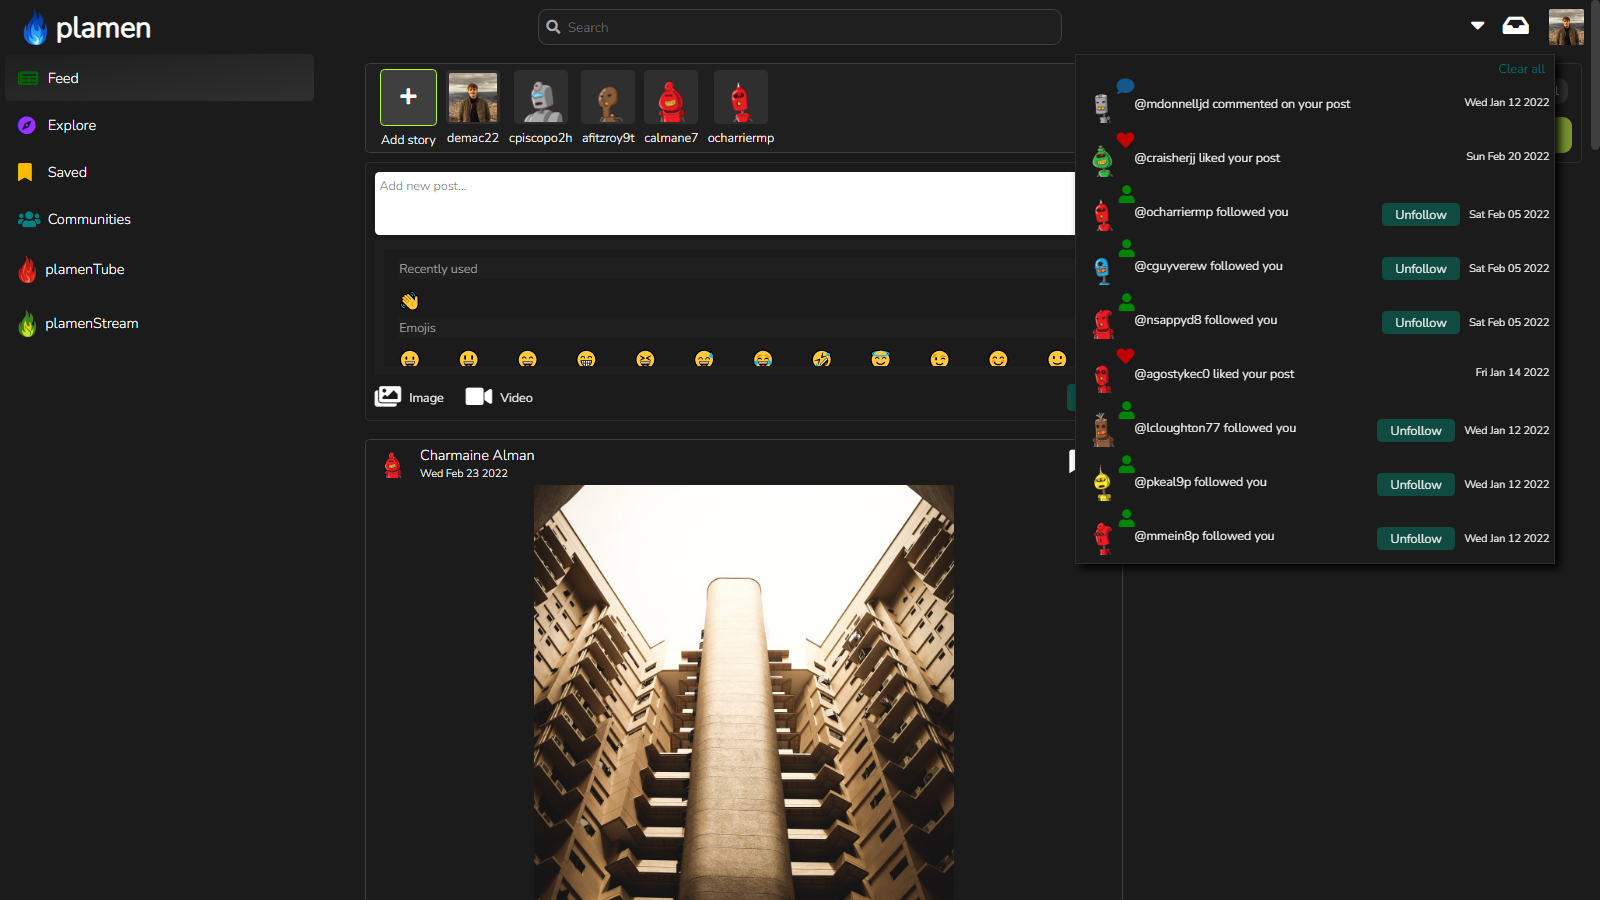 plamen
Search
Feed
Explore
Saved
Communities
plamenTube
plamenStream
Add story
demac22
cpiscopo2h
afitzroy9t
calmane7
ocharriermp
Add new post...
Recently used
Emojis
Image
Video
Charmaine Alman
Wed Feb 23 2022
Clear all
@mdonnelljd commented on your post
Wed Jan 12 2022
@craisherjj liked your post
Sun Feb 20 2022
@ocharriermp followed you
Unfollow
Sat Feb 05 2022
@cguyverew followed you
Unfollow
Sat Feb 05 2022
@nsappyd8 followed you
Unfollow
Sat Feb 05 2022
@agostykec0 liked your post
Fri Jan 14 2022
@lcloughton77 followed you
Unfollow
Wed Jan 12 2022
@pkeal9p followed you
Unfollow
Wed Jan 12 2022
@mmein8p followed you
Unfollow
Wed Jan 12 2022